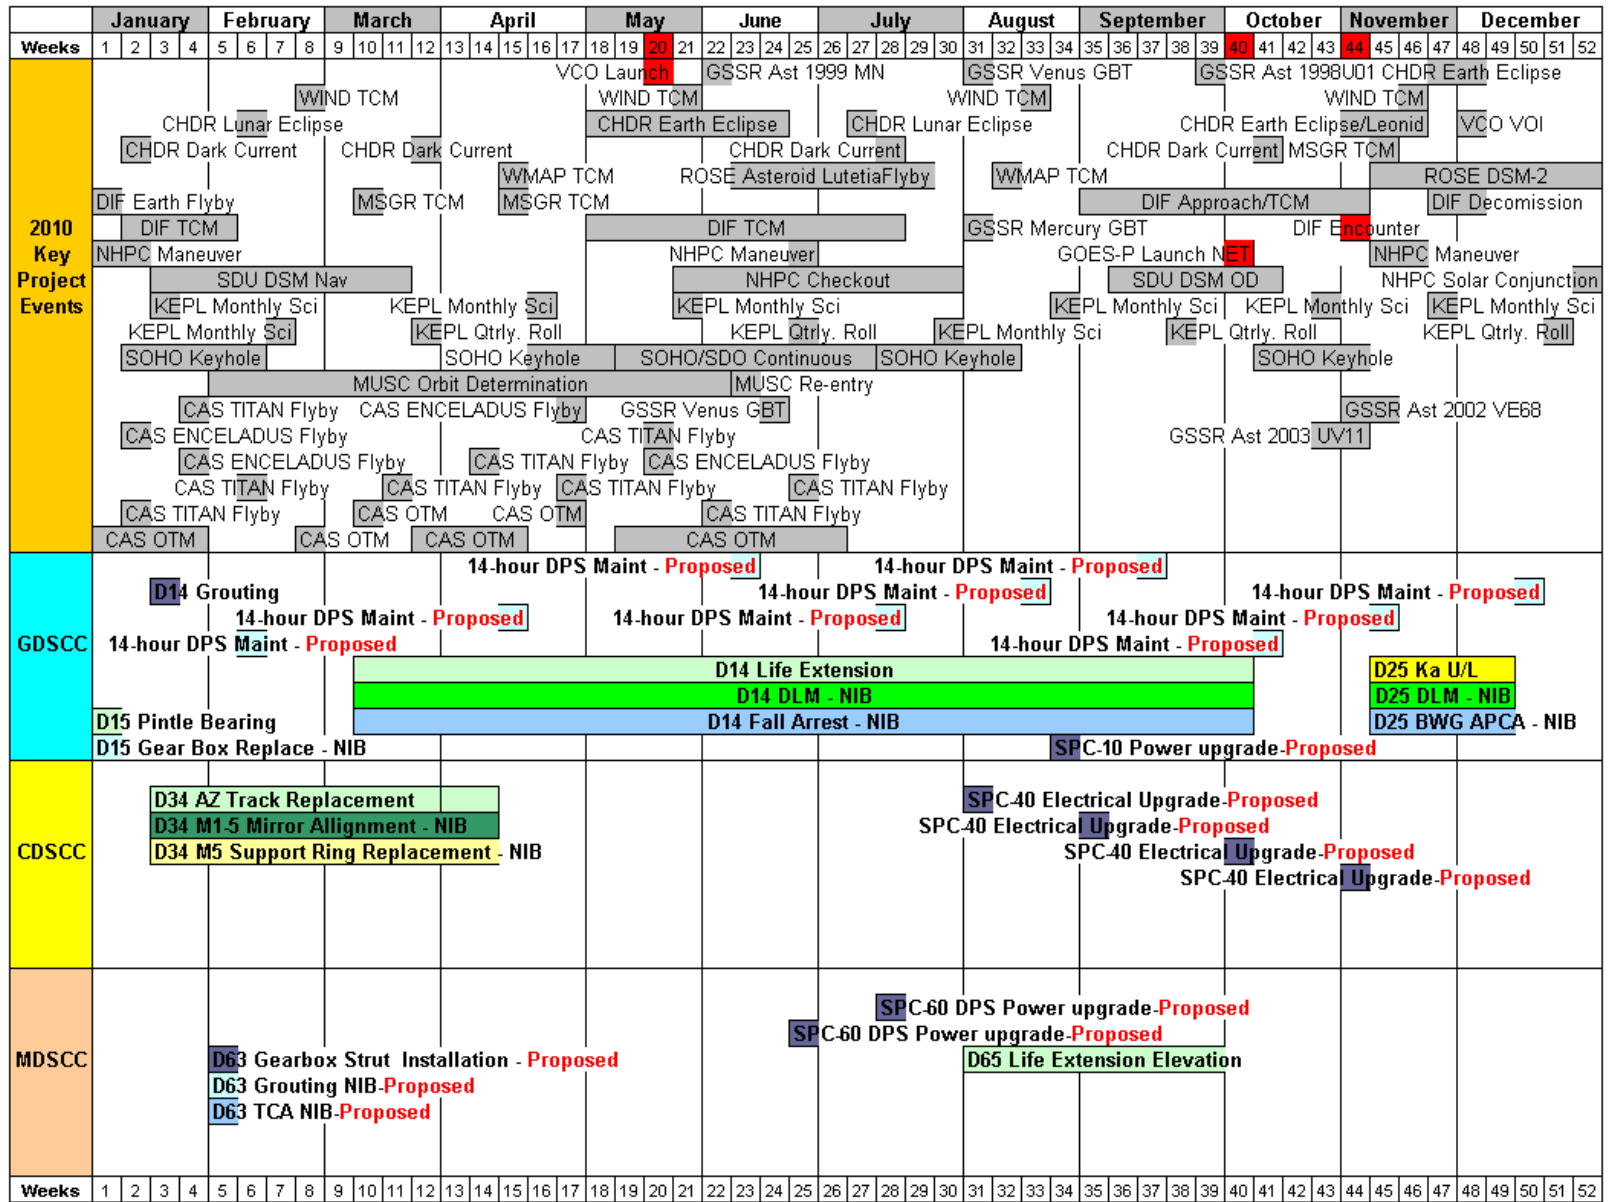 January February March April May June July August September October November December
Weeks 1 2 3 4 5 6 7 8 9 10 11 12 13 14 15 16 17 18 19 20 21 22 23 24 25 26 27 28 29 30 31 32 33 34 35 36 37 38 39 40 41 42 43 44 45 46 47 48 49 50 51 52
2010
Key
Project
Events
VCO Launch GSSR Ast 1999 MN GSSR Venus GBT GSSR Ast 1998U01 CHDR Earth Eclipse
WIND TCM WIND TCM WIND TCM WIND TCM
CHDR Lunar Eclipse CHDR Earth Eclipse CHDR Lunar Eclipse CHDR Earth Eclipse/Leonid VCO VOI
CHDR Dark Current CHDR Dark Current CHDR Dark Current CHDR Dark Current MSGR TCM
WMAP TCM ROSE Asteroid LutetiaFlyby WMAP TCM ROSE DSM-2
DIF Earth Flyby MSGR TCM MSGR TCM DIF Approach/TCM DIF Decomission
DIF TCM DIF TCM GSSR Mercury GBT DIF Encounter
NHPC Maneuver NHPC Maneuver GOES-P Launch NET NHPC Maneuver
SDU DSM Nav NHPC Checkout SDU DSM OD NHPC Solar Conjunction
KEPL Monthly Sci KEPL Monthly Sci KEPL Monthly Sci KEPL Monthly Sci KEPL Monthly Sci KEPL Monthly Sci
KEPL Monthly Sci KEPL Qtrly. Roll KEPL Qtrly. Roll KEPL Monthly Sci KEPL Qtrly. Roll KEPL Qtrly. Roll
SOHO Keyhole SOHO Keyhole SOHO/SDO Continuous SOHO Keyhole SOHO Keyhole
MUSC Orbit Determination MUSC Re-entry
CAS TITAN Flyby CAS ENCELADUS Flyby GSSR Venus GBT GSSR Ast 2002 VE68
CAS ENCELADUS Flyby CAS TITAN Flyby GSSR Ast 2003 UV11
CAS ENCELADUS Flyby CAS TITAN Flyby CAS ENCELADUS Flyby
CAS TITAN Flyby CAS TITAN Flyby CAS TITAN Flyby CAS TITAN Flyby
CAS TITAN Flyby CAS OTM CAS OTM CAS TITAN Flyby
CAS OTM CAS OTM CAS OTM CAS OTM
GDSCC
14-hour DPS Maint - Proposed 14-hour DPS Maint - Proposed
D14 Grouting 14-hour DPS Maint - Proposed 14-hour DPS Maint - Proposed
14-hour DPS Maint - Proposed 14-hour DPS Maint - Proposed 14-hour DPS Maint - Proposed
14-hour DPS Maint - Proposed 14-hour DPS Maint - Proposed
D14 Life Extension D25 Ka U/L
D14 DLM - NIB D25 DLM - NIB
D15 Pintle Bearing D14 Fall Arrest - NIB D25 BWG APCA - NIB
D15 Gear Box Replace - NIB SPC-10 Power upgrade-Proposed
CDSCC
D34 AZ Track Replacement SPC-40 Electrical Upgrade-Proposed
D34 M1-5 Mirror Allignment - NIB SPC-40 Electrical Upgrade-Proposed
D34 M5 Support Ring Replacement - NIB SPC-40 Electrical Upgrade-Proposed
SPC-40 Electrical Upgrade-Proposed
MDSCC
SPC-60 DPS Power upgrade-Proposed
SPC-60 DPS Power upgrade-Proposed
D63 Gearbox Strut Installation - Proposed D65 Life Extension Elevation
D63 Grouting NIB-Proposed
D63 TCA NIB-Proposed
Weeks 1 2 3 4 5 6 7 8 9 10 11 12 13 14 15 16 17 18 19 20 21 22 23 24 25 26 27 28 29 30 31 32 33 34 35 36 37 38 39 40 41 42 43 44 45 46 47 48 49 50 51 52